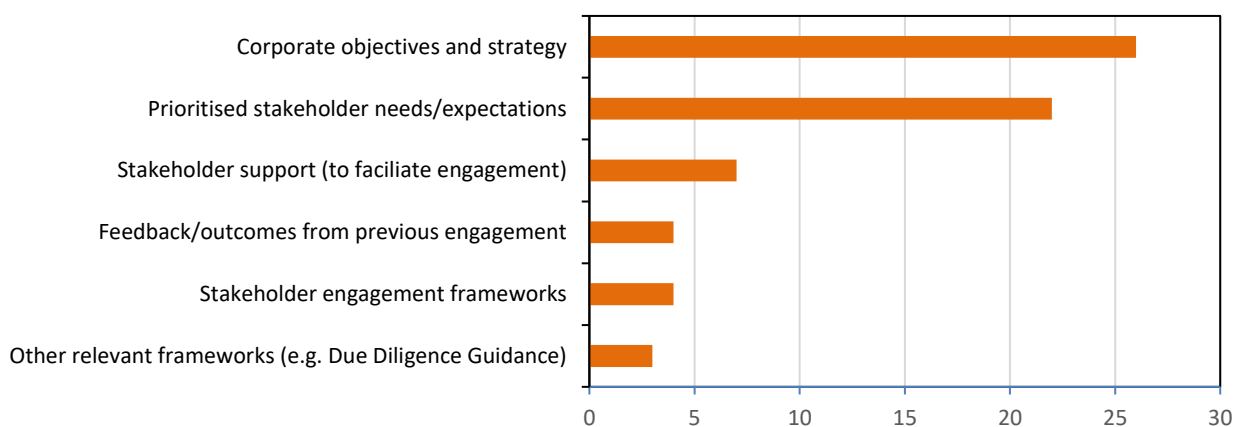 Corporate objectives and strategy
Prioritised stakeholder needs/expectations
Stakeholder support (to faciliate engagement)
Feedback/outcomes from previous engagement
Stakeholder engagement frameworks
Other relevant frameworks (e.g. Due Diligence Guidance)
0 5 10 15 20 25 30